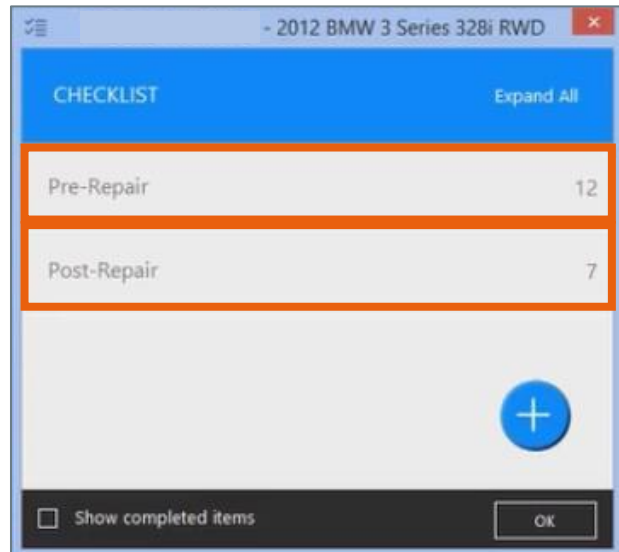 - 2012 BMW 3 Series 328i RWD
CHECKLIST Expand All
Pre-Repair 12
Post-Repair 7
Show completed items OK